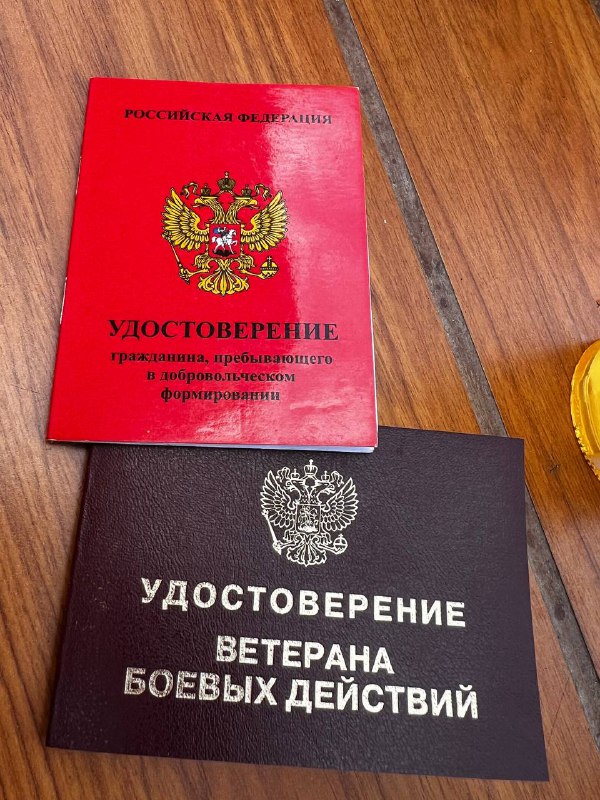 РОССИЙСКАЯ ФЕДЕРАЦИЯ
УДОСТОВЕРЕНИЕ
гражданина, пребывающего
в добровольческом
формировании
УДОСТОВЕРЕНИЕ
ВЕТЕРАНА
БОЕВЫХ ДЕЙСТВИЙ